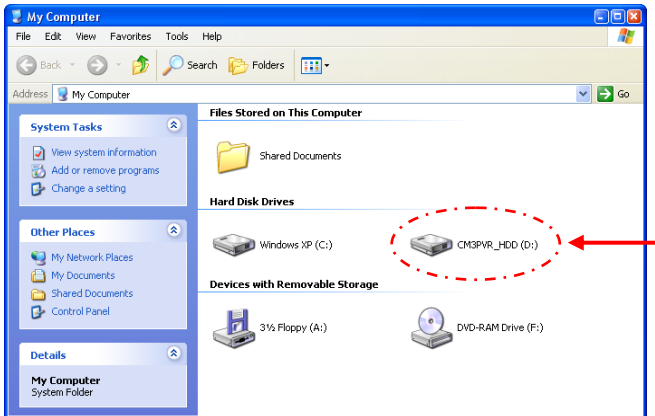 My Computer
File Edit View Favorites Tools Help
Back Search Folders
Address My Computer Go
System Tasks
View system information
Add or remove programs
Change a setting
Other Places
My Network Places
My Documents
Shared Documents
Control Panel
Details
My Computer
System Folder
Files Stored on This Computer
Shared Documents
Hard Disk Drives
Windows XP (C:)
CM3PVR_HDD (D:)
Devices with Removable Storage
3½ Floppy (A:)
DVD-RAM Drive (F:)